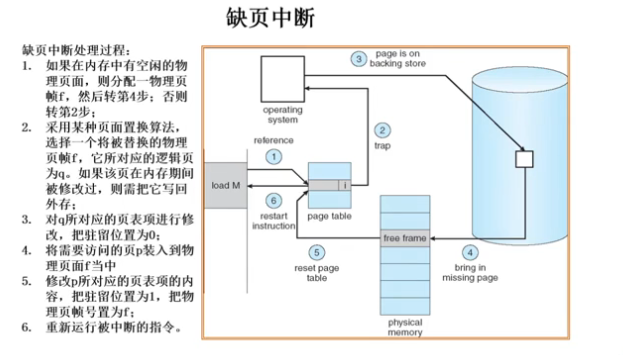 缺页中断
缺页中断处理过程:
1. 如果在内存中有空闲的物
理页面,则分配一物理页
帧f,然后转第4步;否则
转第2步;
2. 采用某种页面置换算法,
选择一个将被替换的物理
页帧f,它所对应的逻辑页
为q。如果该页在内存期间
被修改过,则需把它写回
外存;
3. 对q所对应的页表项进行修
改,把驻留位置为0;
4. 将需要访问的页p装入到物
理页面f当中
5. 修改p所对应的页表项的内
容,把驻留位置为1,把物
理页帧号置为f;
6. 重新运行被中断的指令。
3
page is on
backing store
operating
system
2
trap
reference
1
load M
i
6
restart
instruction
page table
free frame
5
reset page
table
4
bring in
missing page
physical
memory